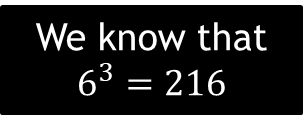 We know that
6³ = 216